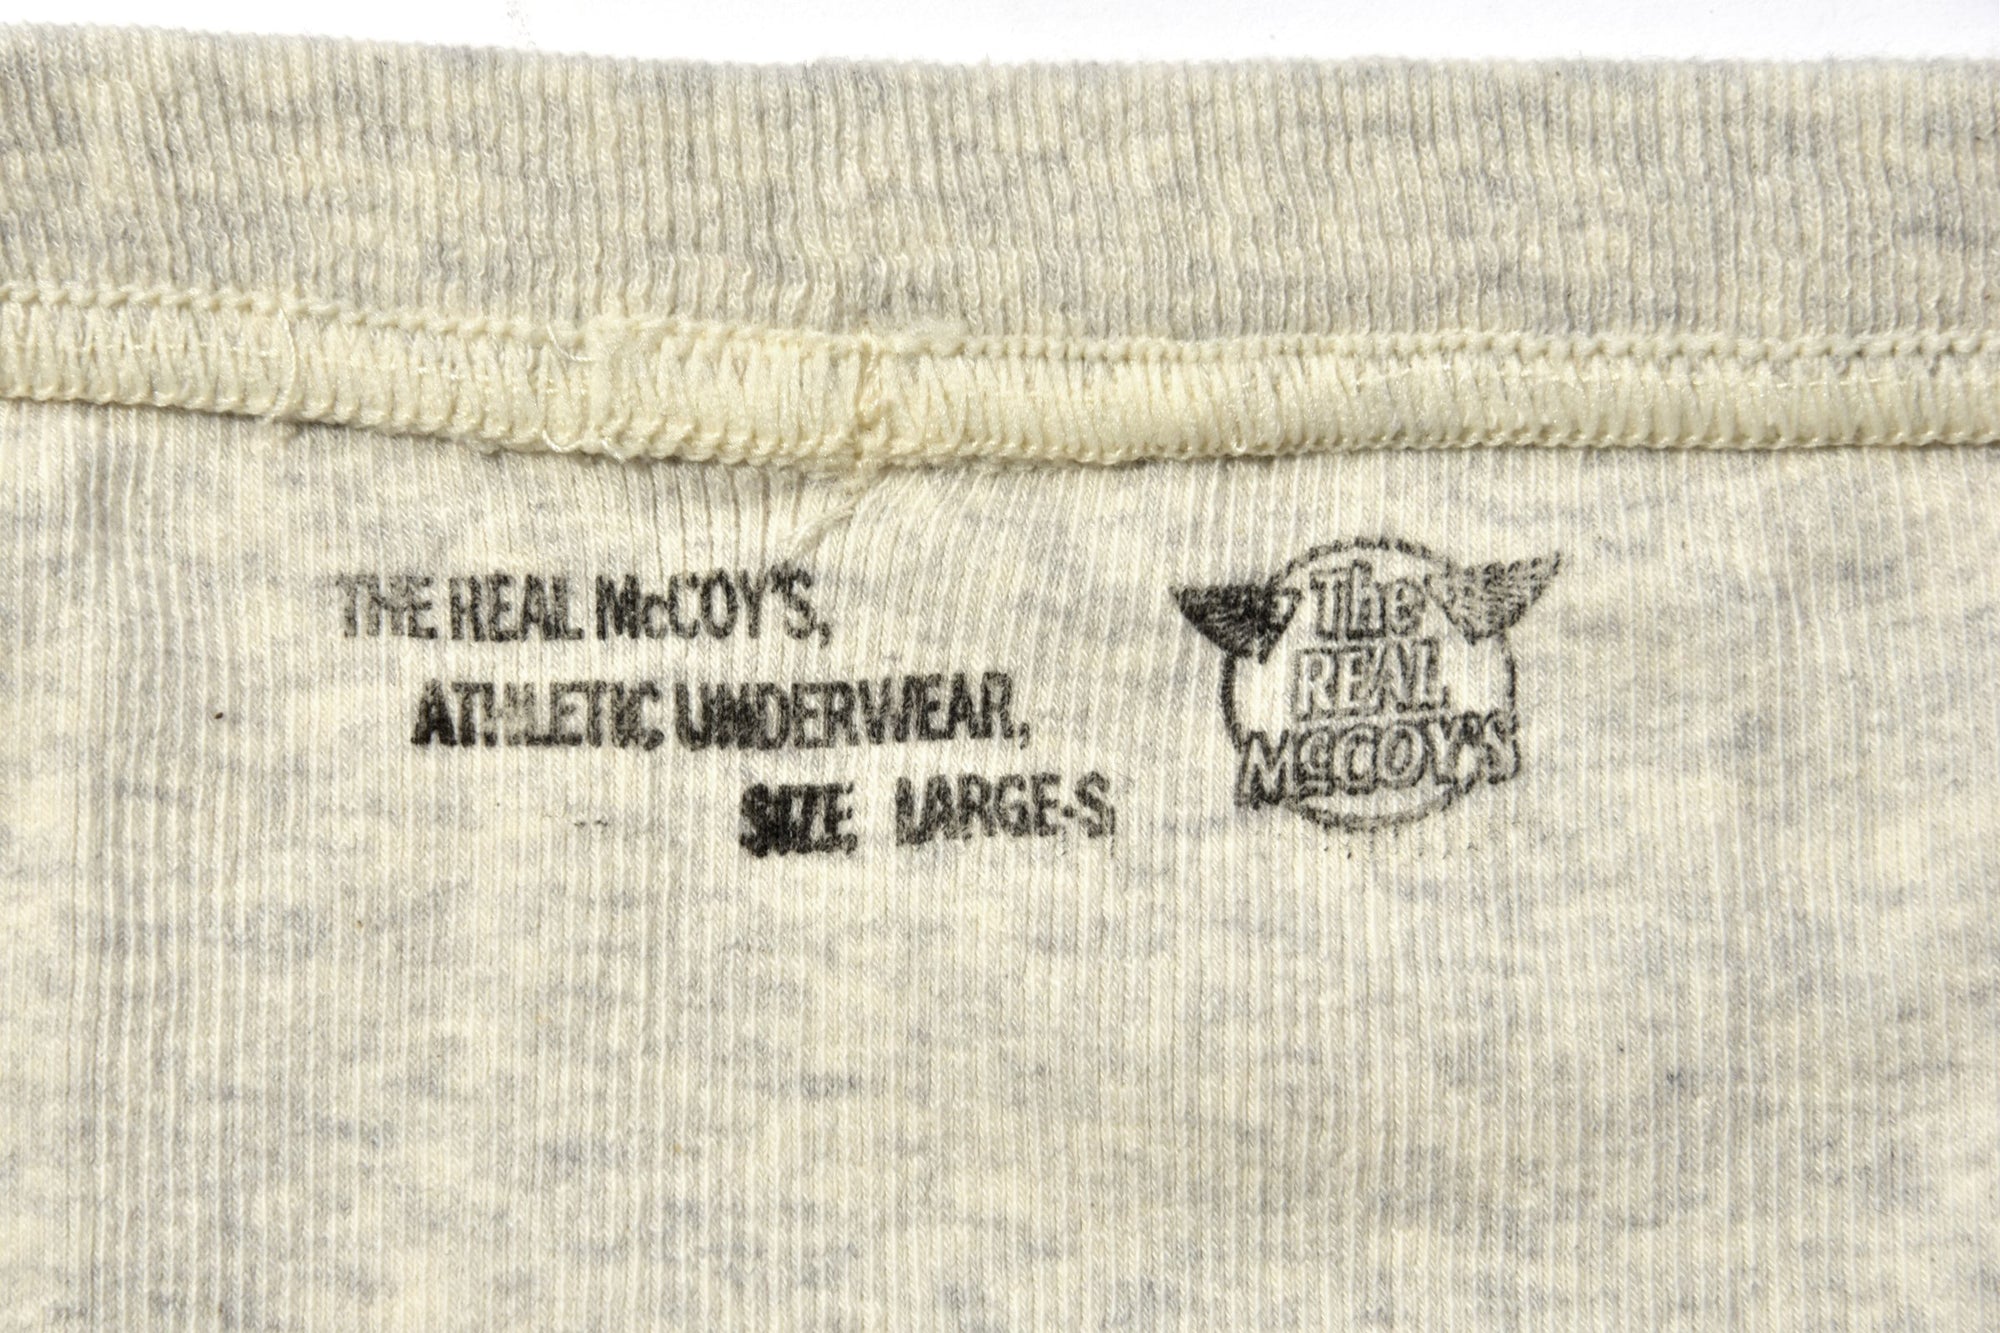 THE REAL McCOY'S,
ATHLETIC UNDERWEAR,
SIZE, LARGE-S
The
REAL
McCOY'S